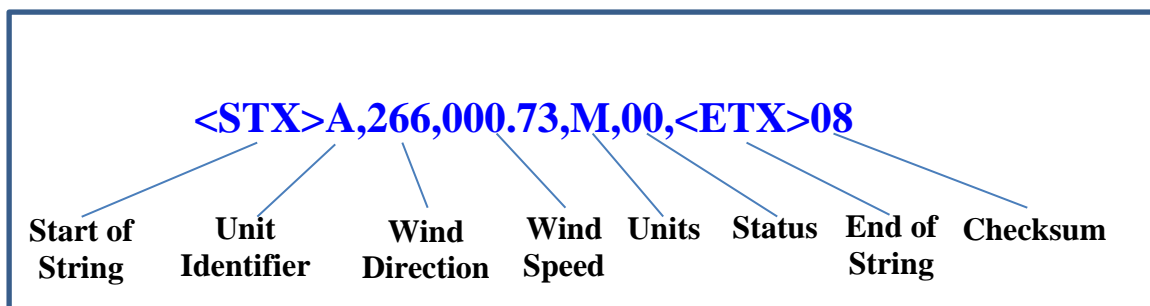 <STX>A,266,000.73,M,00,<ETX>08
Start of
String
Unit
Identifier
Wind
Direction
Wind
Speed
Units
Status
End of
String
Checksum